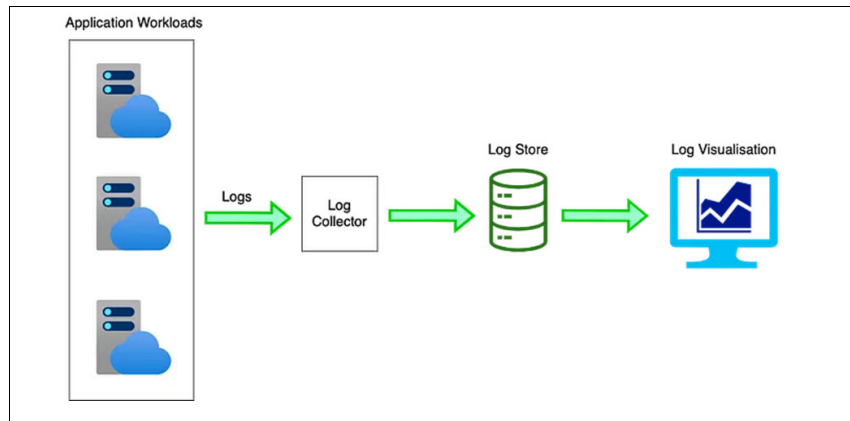 Application Workloads
Logs
Log
Collector
Log Store
Log Visualisation